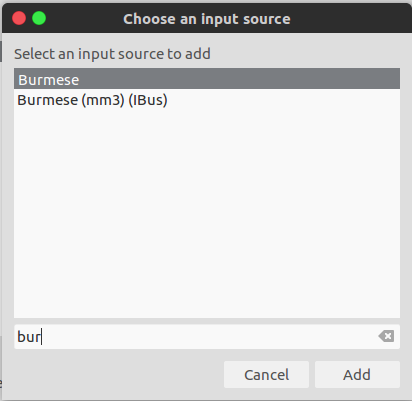 Choose an input source
Select an input source to add
Burmese
Burmese (mm3) (IBus)
bur
Cancel Add